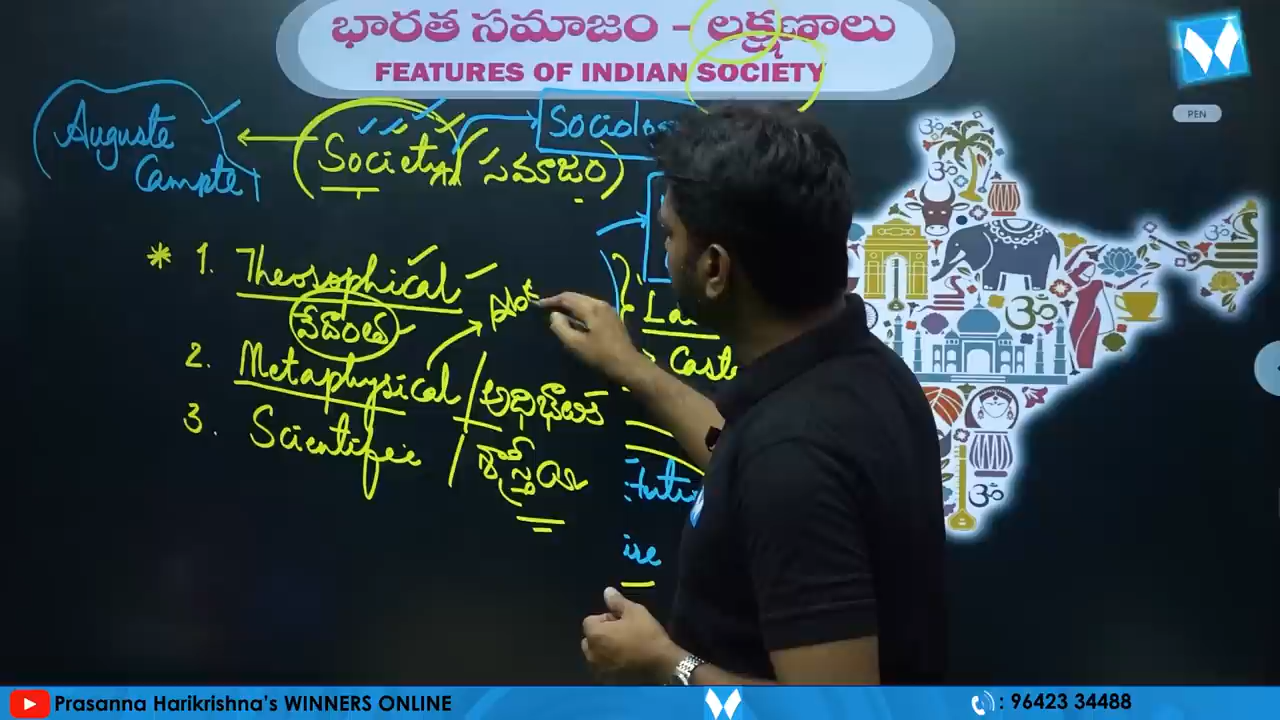 భారత సమాజం - లక్షణాలు
FEATURES OF INDIAN SOCIETY
PEN
Auguste
Campte
Society (సమాజం)
* 1. Theosophical
వేదాంత
2. Metaphysical / అధిభౌతిక
3. Scientific / శాస్త్రీయ
Prasanna Harikrishna's WINNERS ONLINE
: 96423 34488